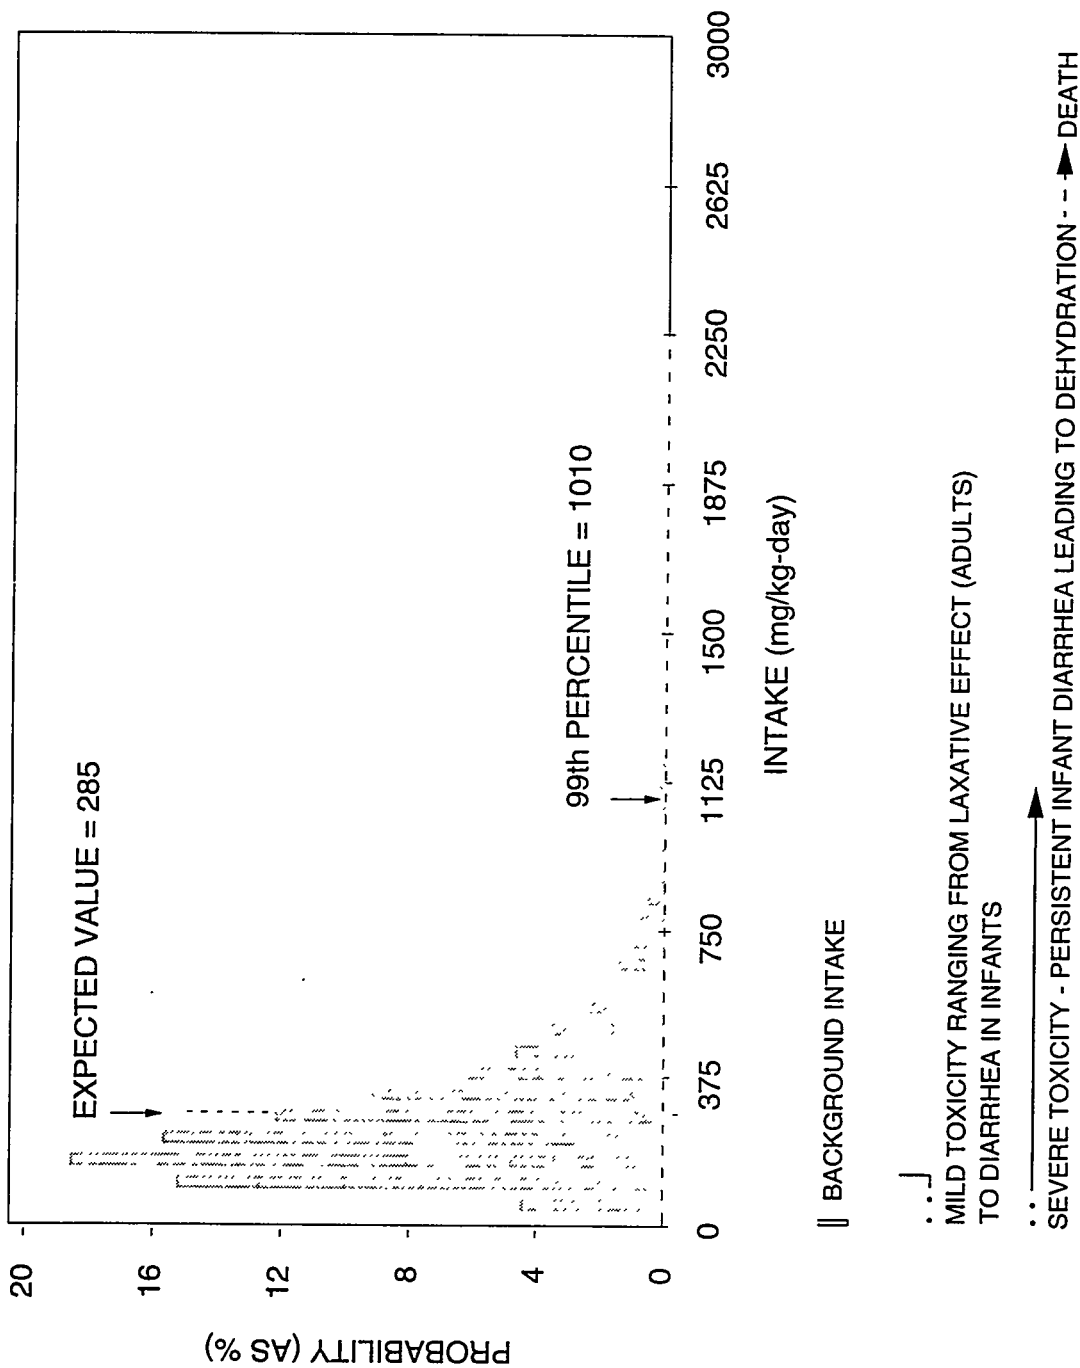 PROBABILITY (AS %)
20
16
12
8
4
0
EXPECTED VALUE = 285
99th PERCENTILE = 1010
0
375
750
1125
1500
1875
2250
2625
3000
INTAKE (mg/kg-day)
BACKGROUND INTAKE
MILD TOXICITY RANGING FROM LAXATIVE EFFECT (ADULTS)
TO DIARRHEA IN INFANTS
SEVERE TOXICITY - PERSISTENT INFANT DIARRHEA LEADING TO DEHYDRATION - - DEATH